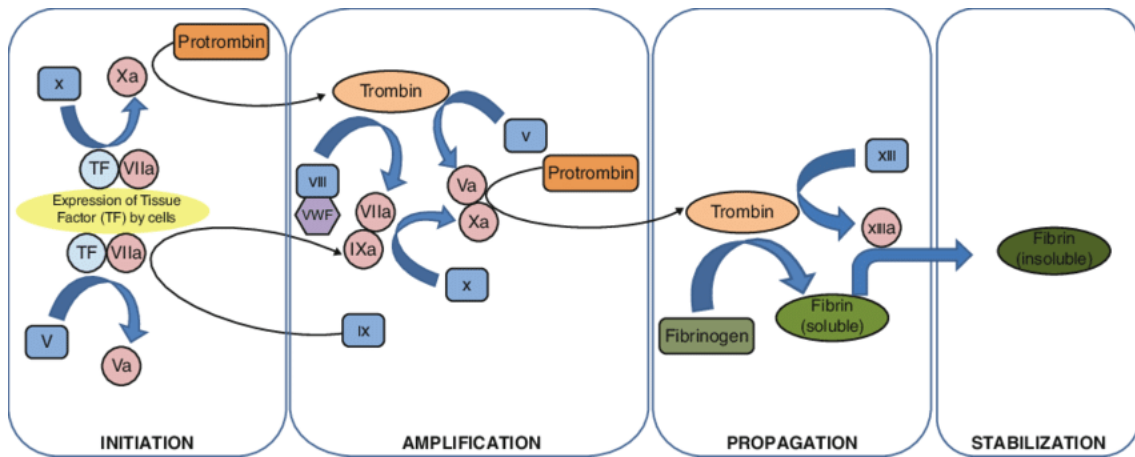 Protrombin
x
Xa
TF
VIIa
Expression of Tissue
Factor (TF) by cells
TF
VIIa
V
Va
INITIATION
Trombin
V
VIII
VWF
VIIa
IXa
Va
Xa
Protrombin
x
IX
AMPLIFICATION
XIII
Trombin
XIIIa
Fibrinogen
Fibrin
(soluble)
PROPAGATION
Fibrin
(insoluble)
STABILIZATION